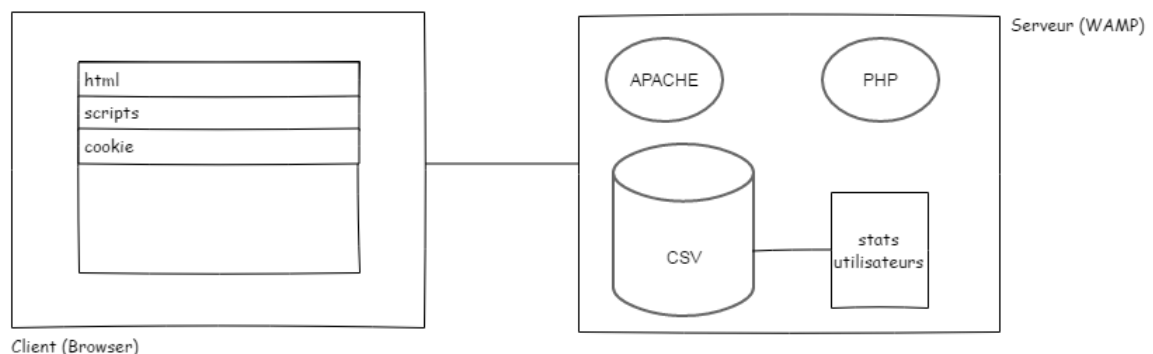 html
scripts
cookie
Client (Browser)
Serveur (WAMP)
APACHE
PHP
CSV
stats
utilisateurs